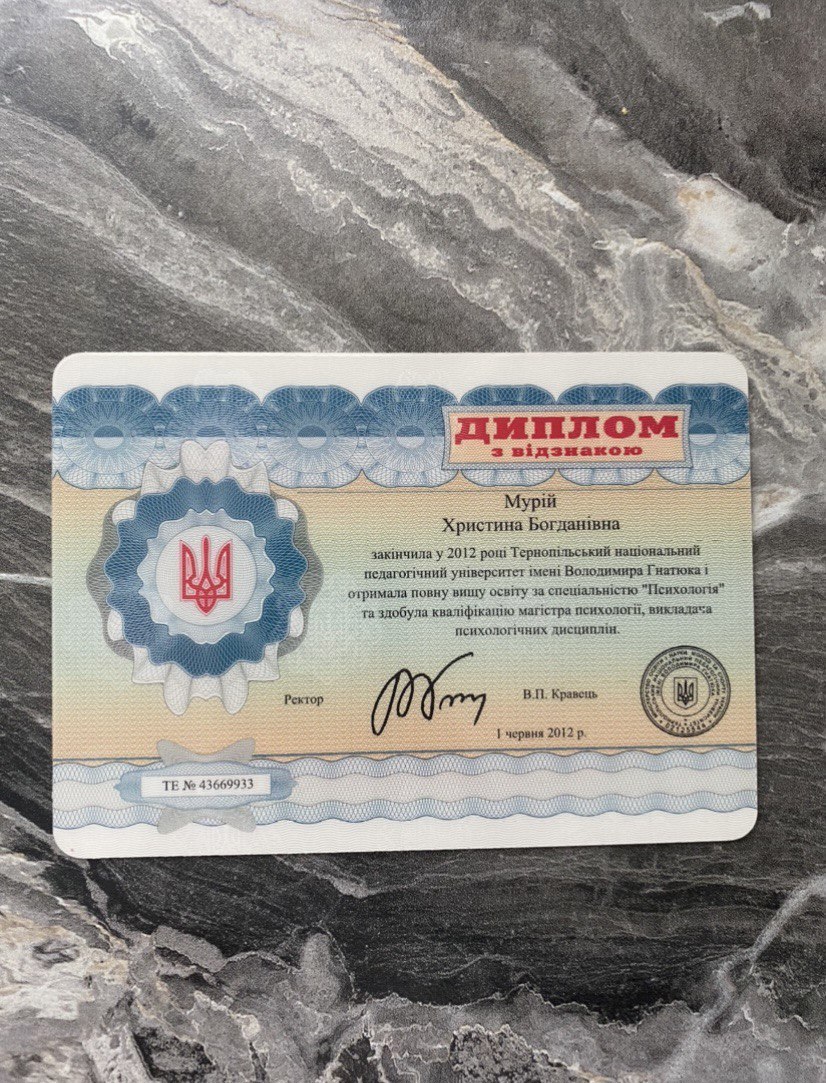 ДИПЛОМ
з відзнакою
Мурій
Христина Богданівна
закінчила у 2012 році Тернопільський національний
педагогічний університет імені Володимира Гнатюка і
отримала повну вищу освіту за спеціальністю "Психологія"
та здобула кваліфікацію магістра психології, викладача
психологічних дисциплін.
Ректор
В.П. Кравець
1 червня 2012 р.
ТЕ № 43669933